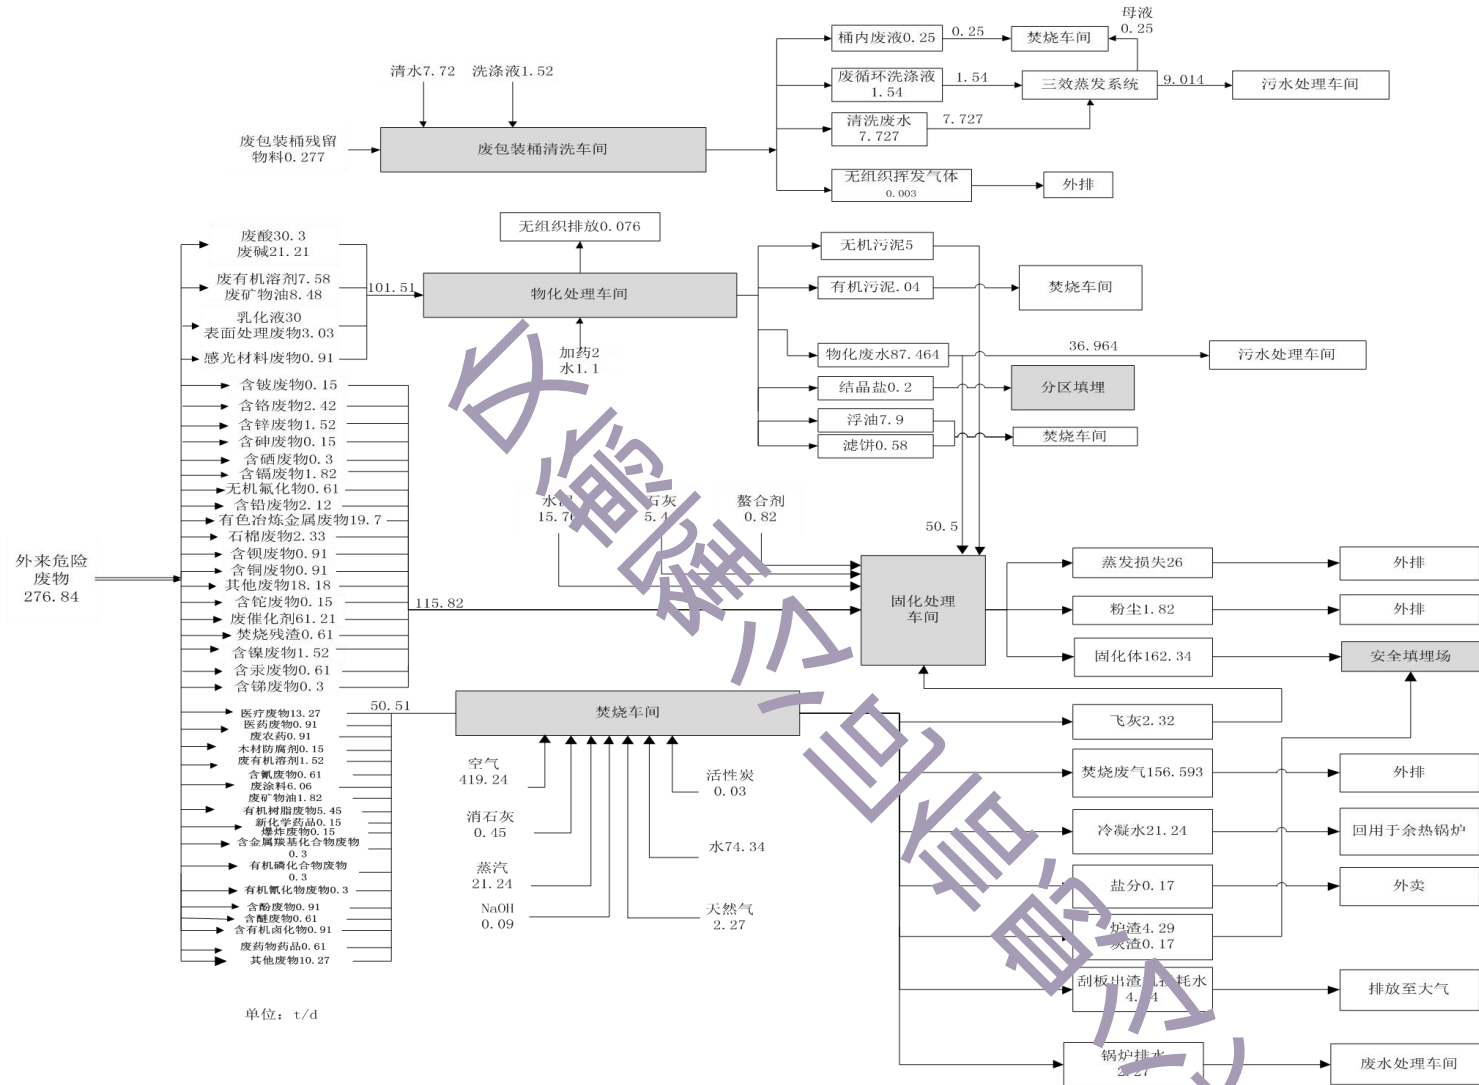 母液
0.25
桶内废液0.25
0.25
焚烧车间
清水7.72
洗涤液1.52
废循环洗涤液
1.54
1.54
三效蒸发系统
9.014
污水处理车间
清洗废水
7.727
7.727
废包装桶残留
物料0.277
废包装桶清洗车间
无组织挥发气体
0.003
外排
无组织排放0.076
废酸30.3
废碱21.21
废有机溶剂7.58
废矿物油8.48
乳化液30
表面处理废物3.03
感光材料废物0.91
101.51
物化处理车间
加药2
水1.1
无机污泥5
有机污泥.04
焚烧车间
物化废水87.464
36.964
污水处理车间
结晶盐0.2
分区填埋
浮油7.9
滤饼0.58
焚烧车间
50.5
外来危险
废物
276.84
含铍废物0.15
含铬废物2.42
含锌废物1.52
含砷废物0.15
含硒废物0.3
含镉废物1.82
无机氟化物0.61
含铅废物2.12
有色冶炼金属废物19.7
石棉废物2.33
含钡废物0.91
含铜废物0.91
其他废物18.18
含铊废物0.15
废催化剂61.21
焚烧残渣0.61
含镍废物1.52
含汞废物0.61
含锑废物0.3
115.82
15.76
石灰
5.4
螯合剂
0.82
固化处理
车间
蒸发损失26
外排
粉尘1.82
外排
固化体162.34
安全填埋场
医疗废物13.27
医药废物0.91
废农药0.91
木材防腐剂0.15
废有机溶剂1.52
含氰废物0.61
废涂料6.06
废矿物油1.82
有机树脂废物5.45
新化学药品0.15
爆炸废物0.15
含金属羰基化合物废物
0.3
有机磷化合物废物
0.3
有机氰化物废物0.3
含酚废物0.91
含醚废物0.61
含有机卤化物0.91
废药物药品0.61
其他废物10.27
50.51
焚烧车间
空气
419.24
消石灰
0.45
蒸汽
21.24
NaOH
0.09
活性炭
0.03
水74.34
天然气
2.27
飞灰2.32
焚烧废气156.593
外排
冷凝水21.24
回用于余热锅炉
盐分0.17
外卖
炉渣4.29
灰渣0.17
刮板出渣 耗水
排放至大气
锅炉排水
2.27
废水处理车间
单位：t/d